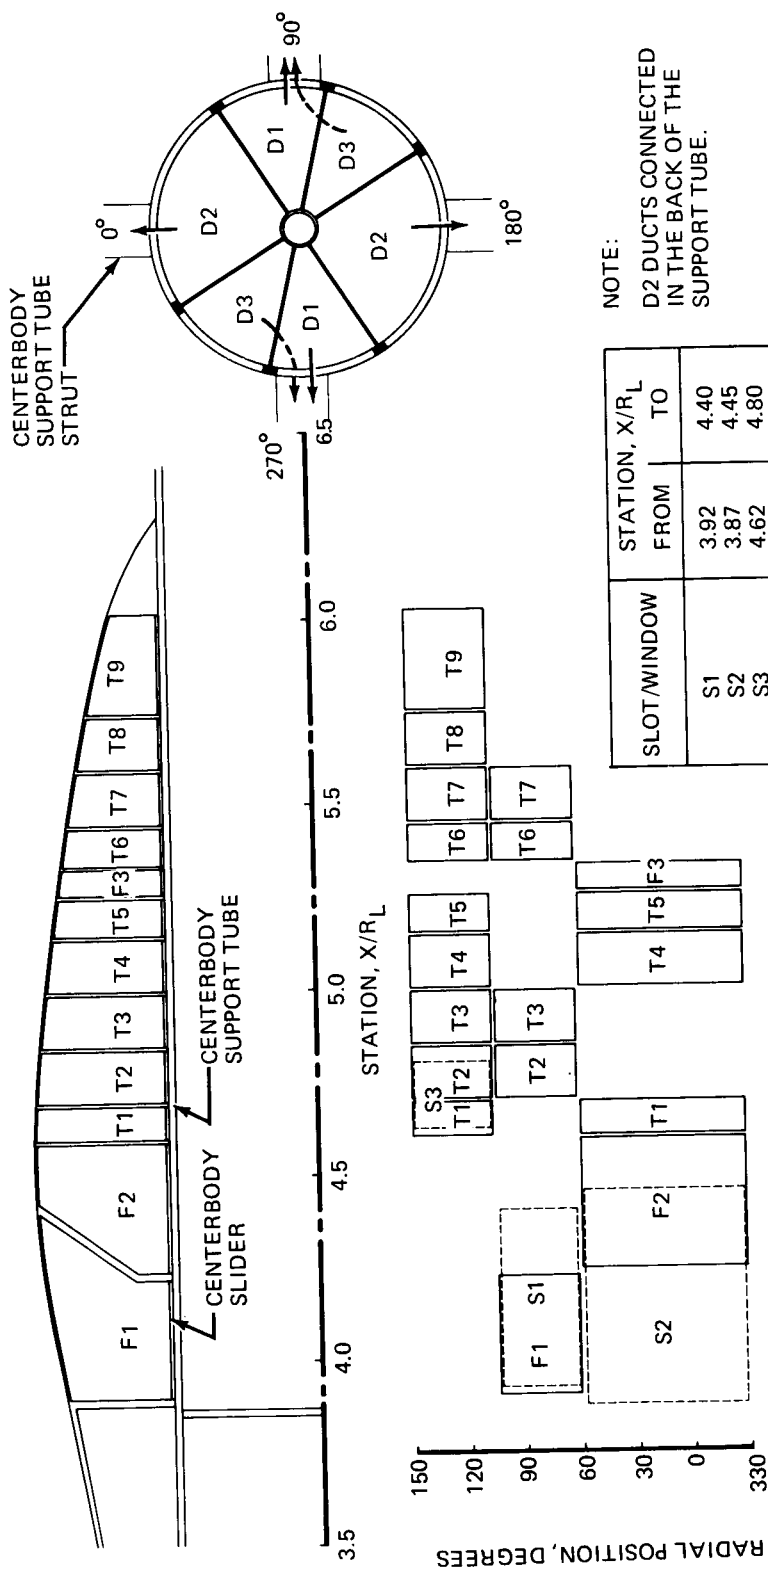 CENTERBODY
SUPPORT TUBE
STRUT
0°
90°
180°
270°
D2
D1
D3
D2
D1
D3
F1
F2
T1
T2
T3
T4
T5
F3
T6
T7
T8
T9
CENTERBODY
SLIDER
CENTERBODY
SUPPORT TUBE
3.5
4.0
4.5
5.0
5.5
6.0
6.5
STATION, X/RL
RADIAL POSITION, DEGREES
150
120
90
60
30
0
330
S3
T1
T2
T3
T4
T5
T6
T7
T8
T9
F1
S1
T2
T3
T6
T7
S2
F2
T1
T4
T5
F3
NOTE:
D2 DUCTS CONNECTED
IN THE BACK OF THE
SUPPORT TUBE.
SLOT/WINDOW STATION, X/RL
FROM TO
S1 3.92 4.40
S2 3.87 4.45
S3 4.62 4.80